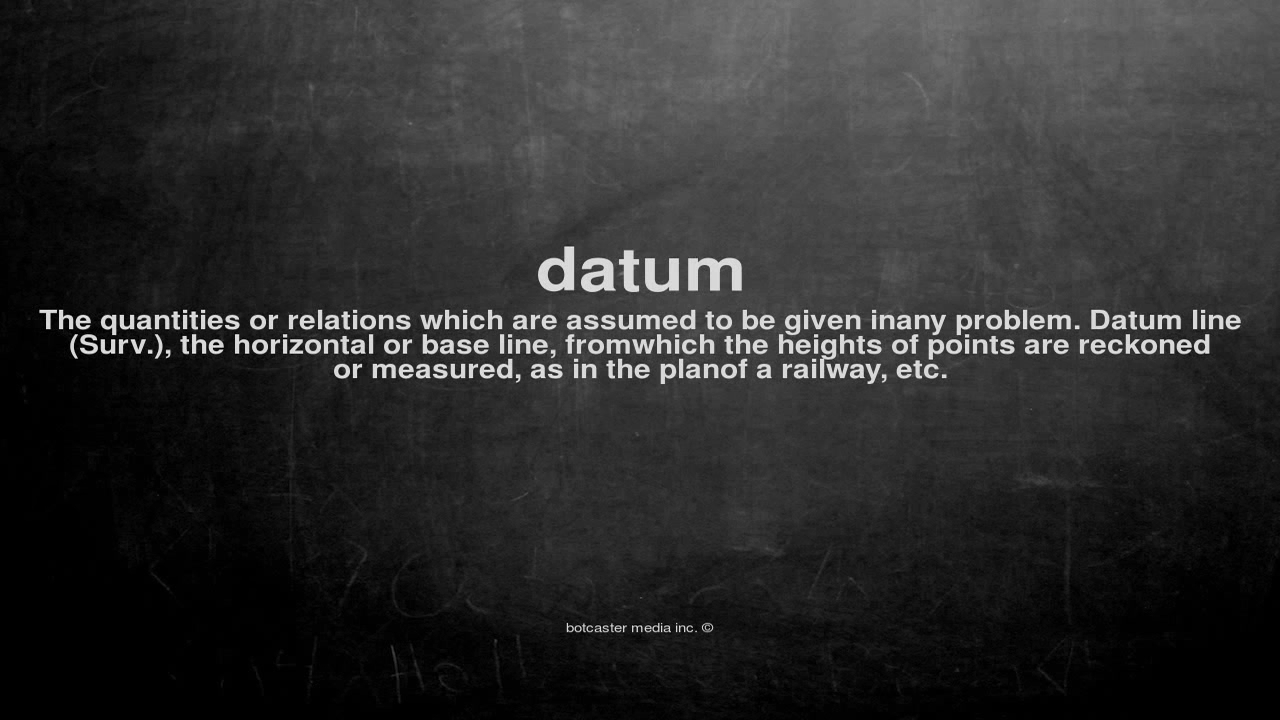 datum
The quantities or relations which are assumed to be given inany problem. Datum line
(Surv.), the horizontal or base line, fromwhich the heights of points are reckoned
or measured, as in the planof a railway, etc.
botcaster media inc. ©